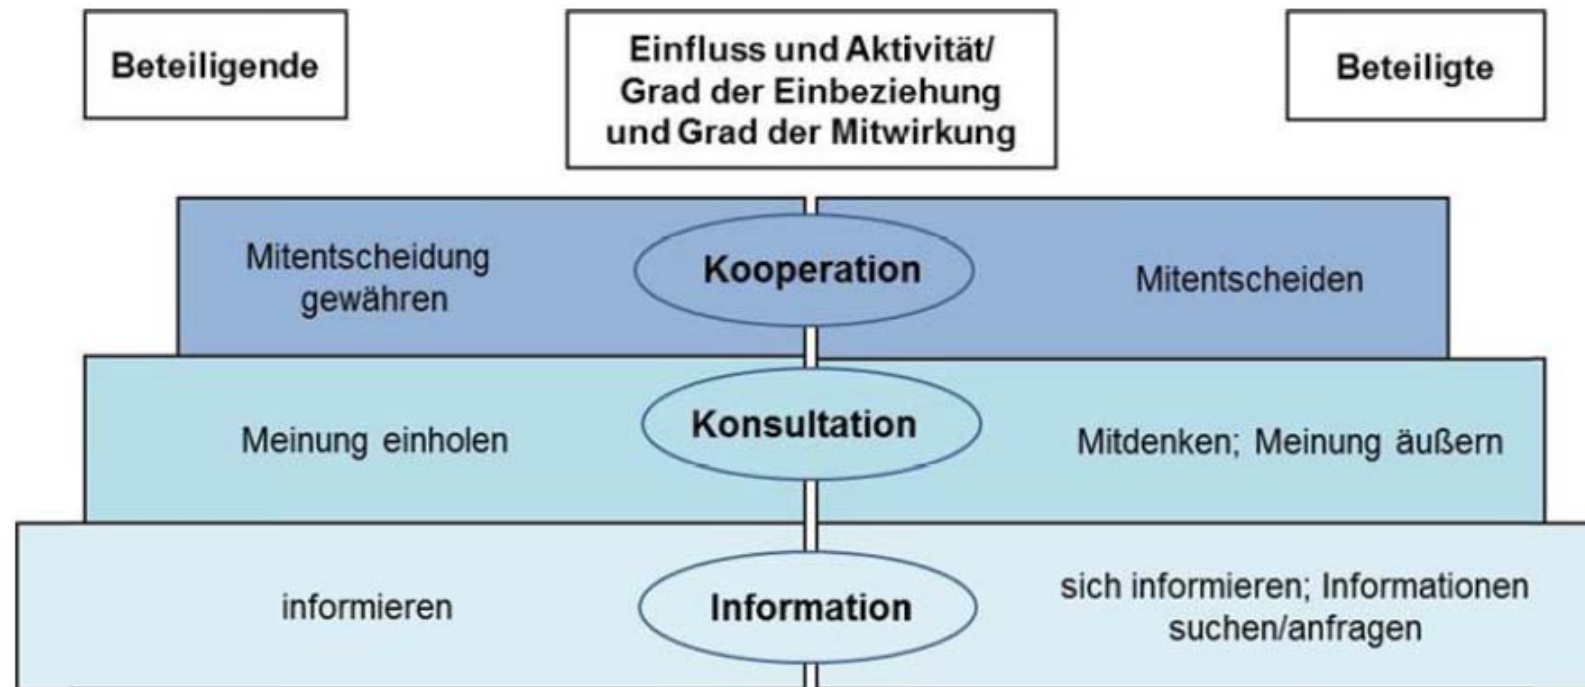 Beteiligende
Einfluss und Aktivität/
Grad der Einbeziehung
und Grad der Mitwirkung
Beteiligte
Mitentscheidung
gewähren
Kooperation
Mitentscheiden
Meinung einholen
Konsultation
Mitdenken; Meinung äußern
informieren
Information
sich informieren; Informationen
suchen/anfragen